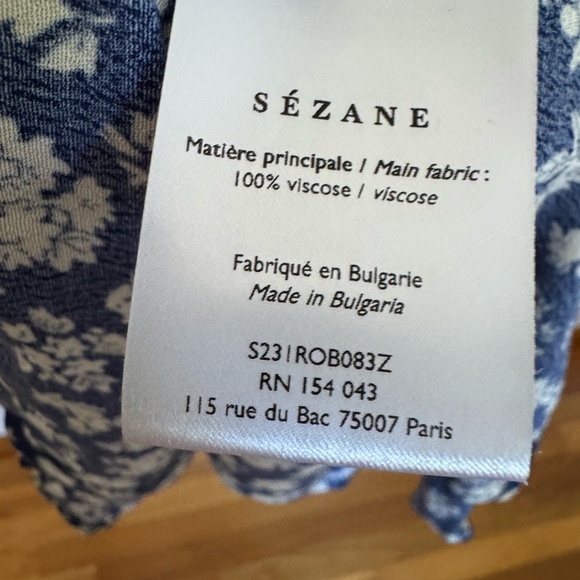 SÉZANE
Matière principale / Main fabric :
100% viscose / viscose
Fabriqué en Bulgarie
Made in Bulgaria
S231ROB083Z
RN 154 043
115 rue du Bac 75007 Paris